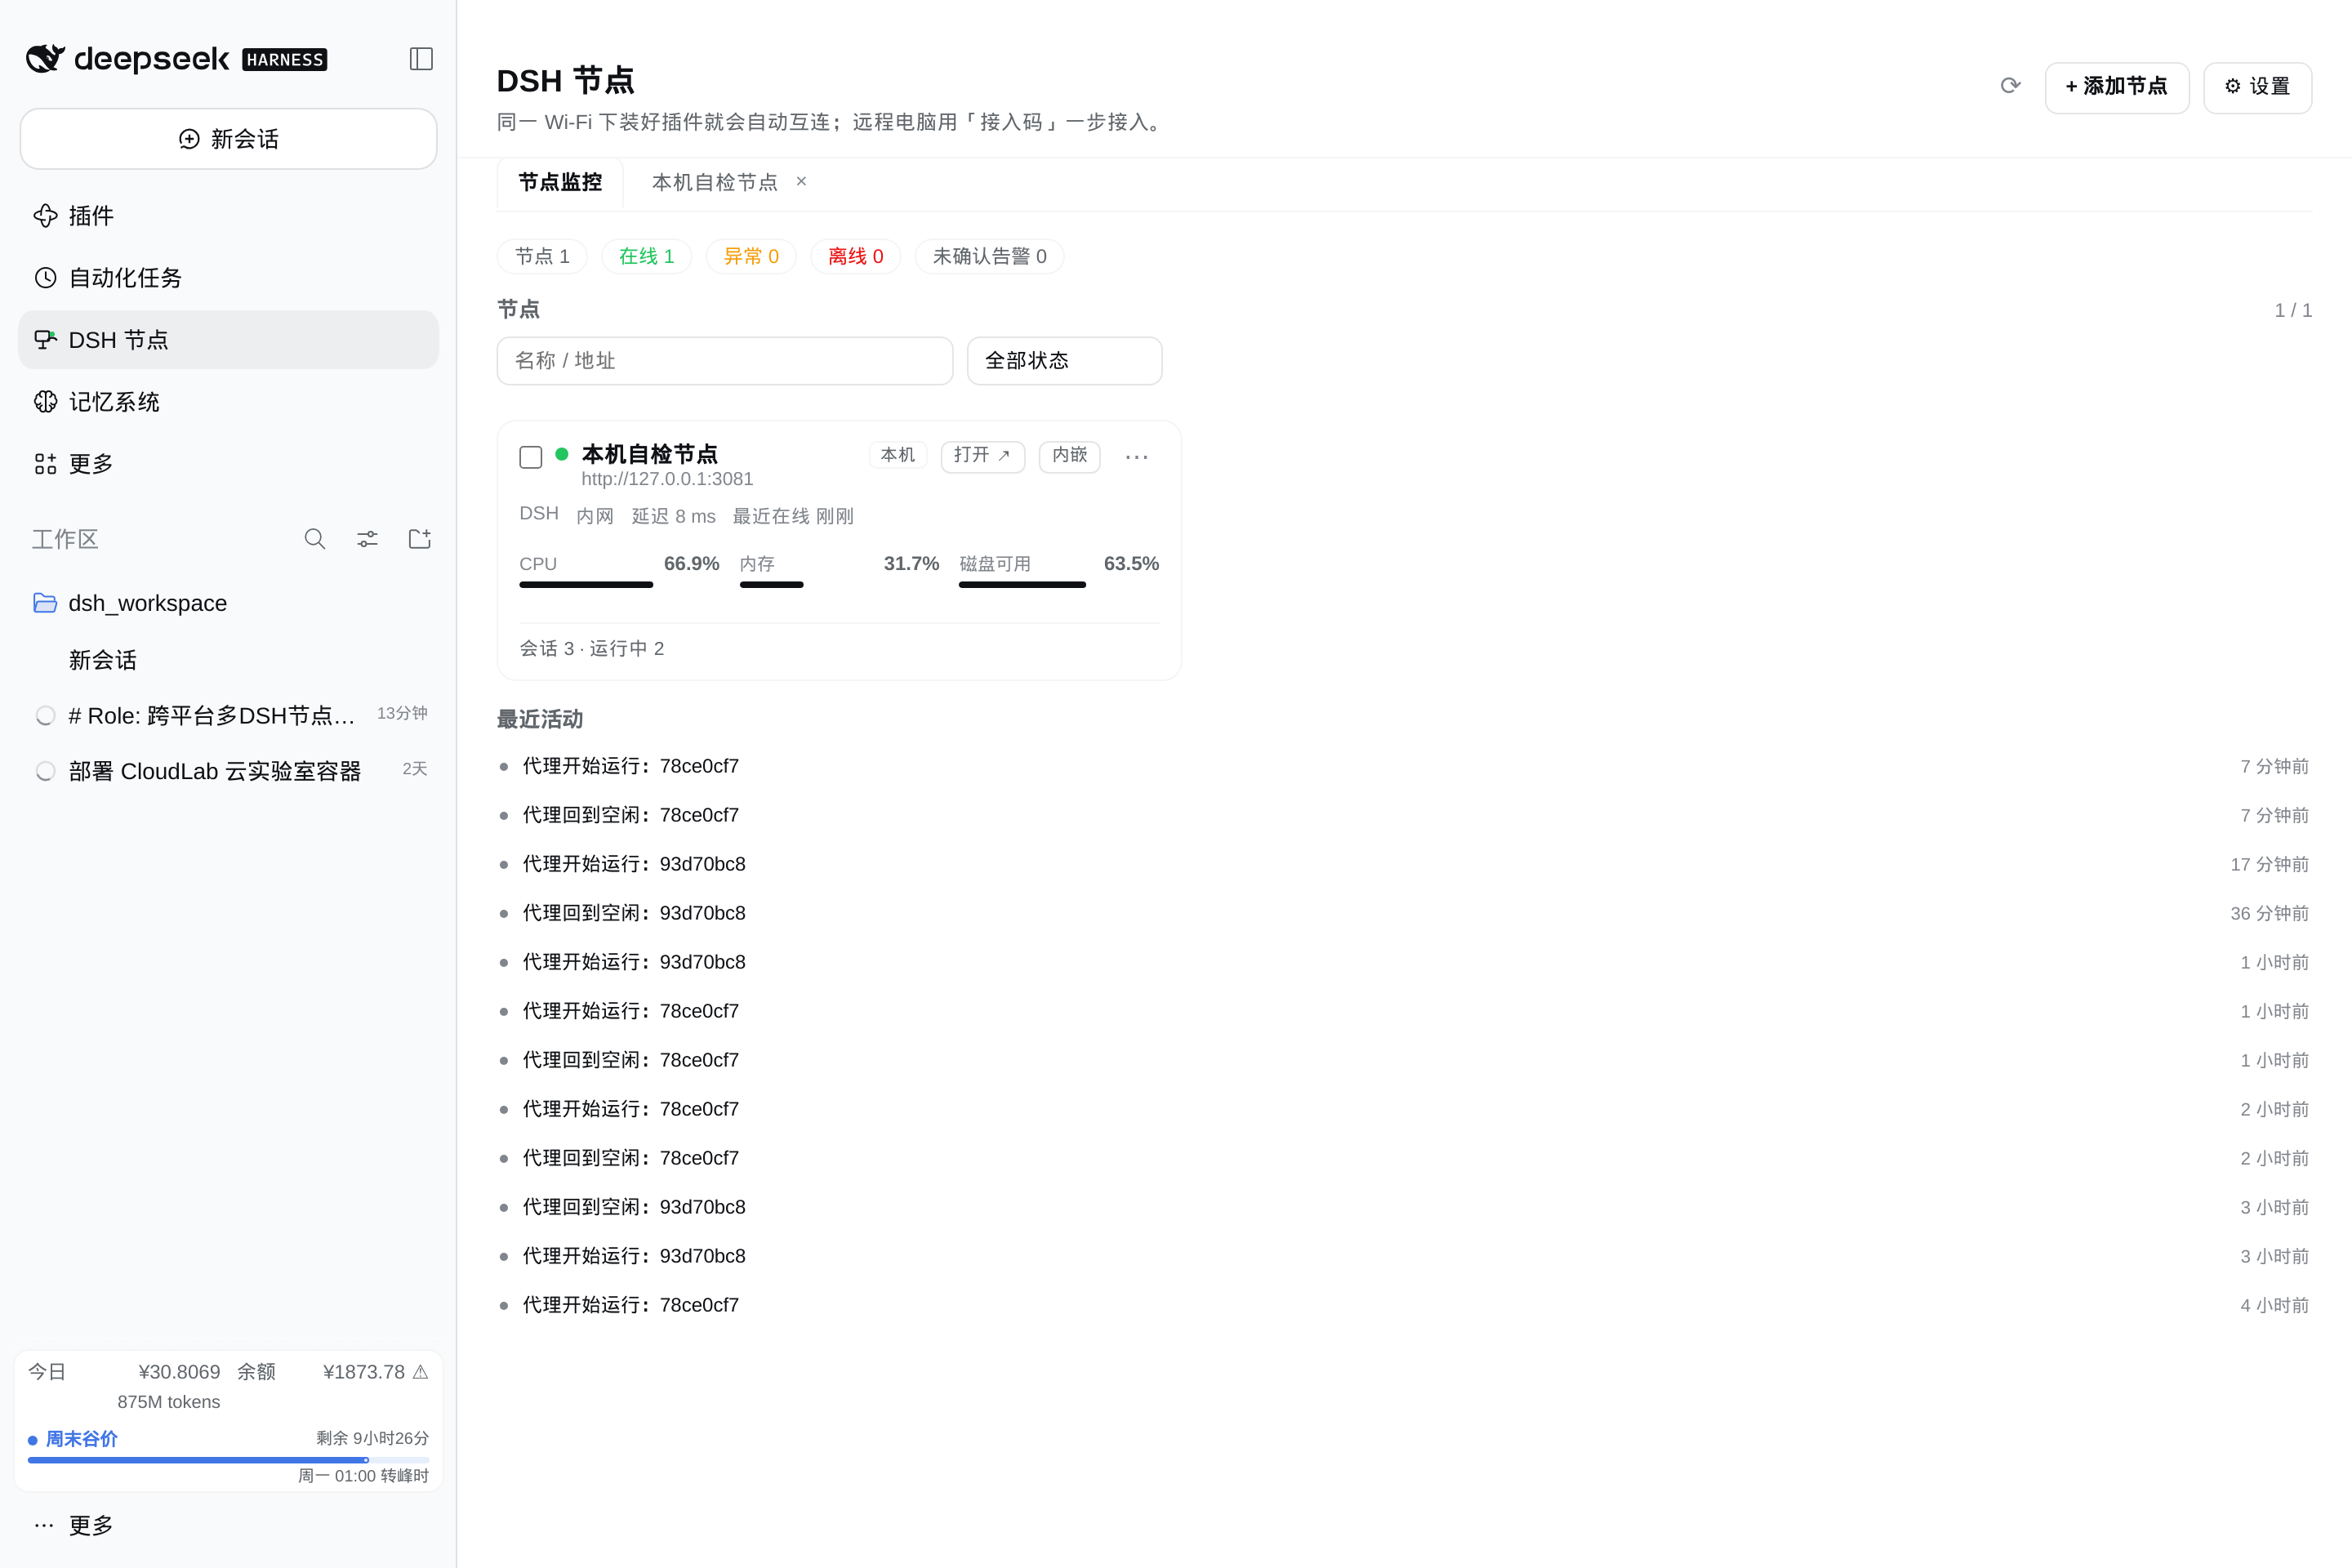 deepseek HARNESS
新会话
插件
自动化任务
DSH 节点
记忆系统
更多
工作区
dsh_workspace
新会话
# Role: 跨平台多DSH节点… 13分钟
部署 CloudLab 云实验室容器 2天
今日 ¥30.8069 余额 ¥1873.78 ⚠
875M tokens
周末谷价 剩余 9小时26分
周一 01:00 转峰时
··· 更多
DSH 节点
同一 Wi-Fi 下装好插件就会自动互连；远程电脑用「接入码」一步接入。
⟳ + 添加节点 ⚙ 设置
节点监控 本机自检节点 ×
节点 1 在线 1 异常 0 离线 0 未确认告警 0
节点 1 / 1
名称 / 地址 全部状态
本机自检节点 本机 打开 ↗ 内嵌 ···
http://127.0.0.1:3081
DSH 内网 延迟 8 ms 最近在线 刚刚
CPU 66.9% 内存 31.7% 磁盘可用 63.5%
会话 3 · 运行中 2
最近活动
代理开始运行：78ce0cf7 7 分钟前
代理回到空闲：78ce0cf7 7 分钟前
代理开始运行：93d70bc8 17 分钟前
代理回到空闲：93d70bc8 36 分钟前
代理开始运行：93d70bc8 1 小时前
代理开始运行：78ce0cf7 1 小时前
代理回到空闲：78ce0cf7 1 小时前
代理开始运行：78ce0cf7 2 小时前
代理回到空闲：78ce0cf7 2 小时前
代理回到空闲：93d70bc8 3 小时前
代理开始运行：93d70bc8 3 小时前
代理开始运行：78ce0cf7 4 小时前